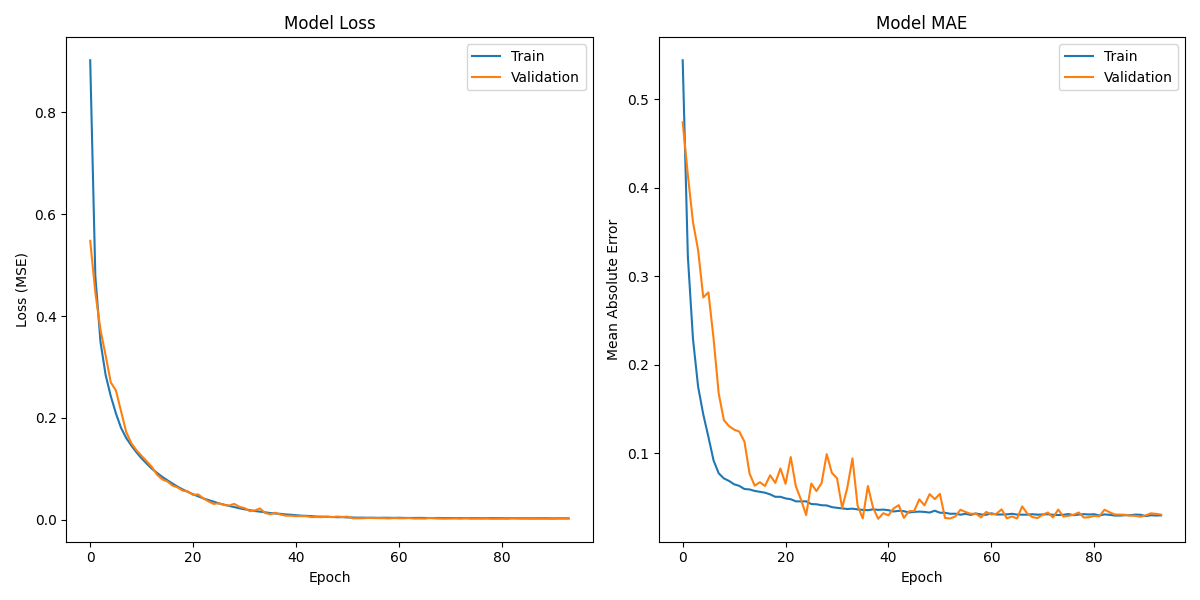 Model Loss
Train
Validation
Loss (MSE)
0.8
0.6
0.4
0.2
0.0
0
20
40
60
80
Epoch
Model MAE
Train
Validation
Mean Absolute Error
0.5
0.4
0.3
0.2
0.1
0
20
40
60
80
Epoch